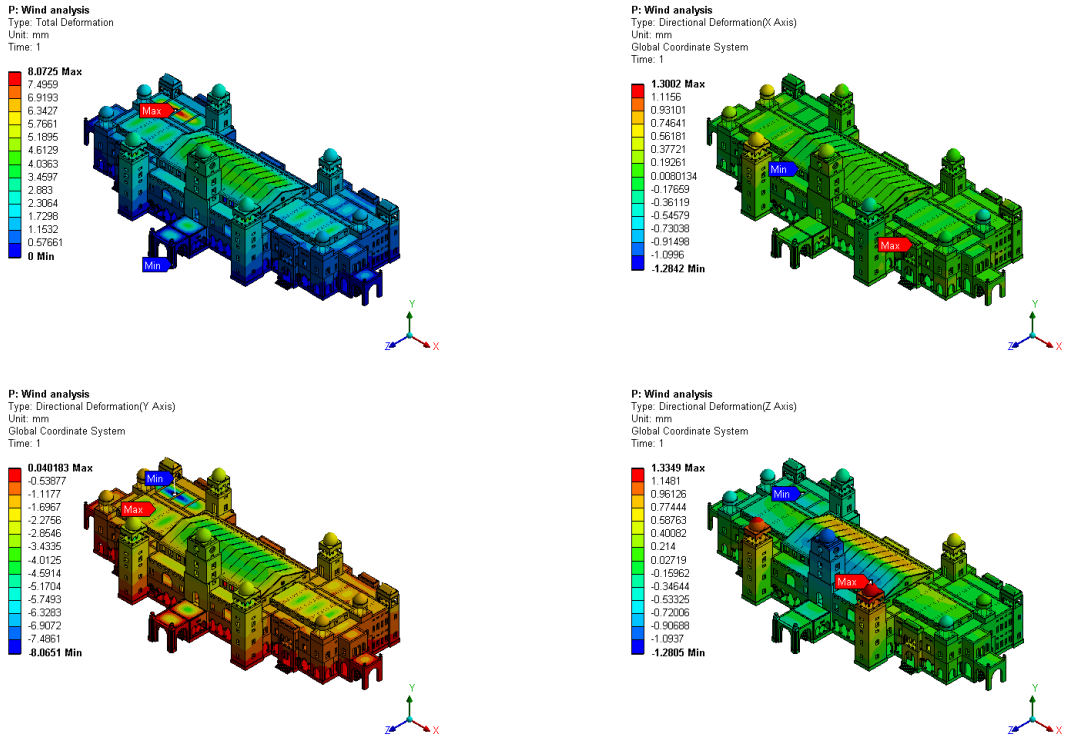 P: Wind analysis
Type: Total Deformation
Unit: mm
Time: 1
8.0725 Max
7.4959
6.9193
6.3427
5.7661
5.1895
4.6129
4.0363
3.4597
2.883
2.3064
1.7298
1.1532
0.57661
0 Min
Max
Min
Y
Z
X
P: Wind analysis
Type: Directional Deformation(X Axis)
Unit: mm
Global Coordinate System
Time: 1
1.3002 Max
1.1156
0.93101
0.74641
0.56181
0.37721
0.19261
0.0080134
-0.17659
-0.36119
-0.54579
-0.73038
-0.91498
-1.0996
-1.2842 Min
Min
Max
Y
Z
X
P: Wind analysis
Type: Directional Deformation(Y Axis)
Unit: mm
Global Coordinate System
Time: 1
0.040183 Max
-0.53877
-1.1177
-1.6967
-2.2756
-2.8546
-3.4335
-4.0125
-4.5914
-5.1704
-5.7493
-6.3283
-6.9072
-7.4861
-8.0651 Min
Min
Max
Y
Z
X
P: Wind analysis
Type: Directional Deformation(Z Axis)
Unit: mm
Global Coordinate System
Time: 1
1.3349 Max
1.1481
0.96126
0.77444
0.58763
0.40082
0.214
0.02719
-0.15962
-0.34644
-0.53325
-0.72006
-0.90688
-1.0937
-1.2805 Min
Min
Max
Y
Z
X